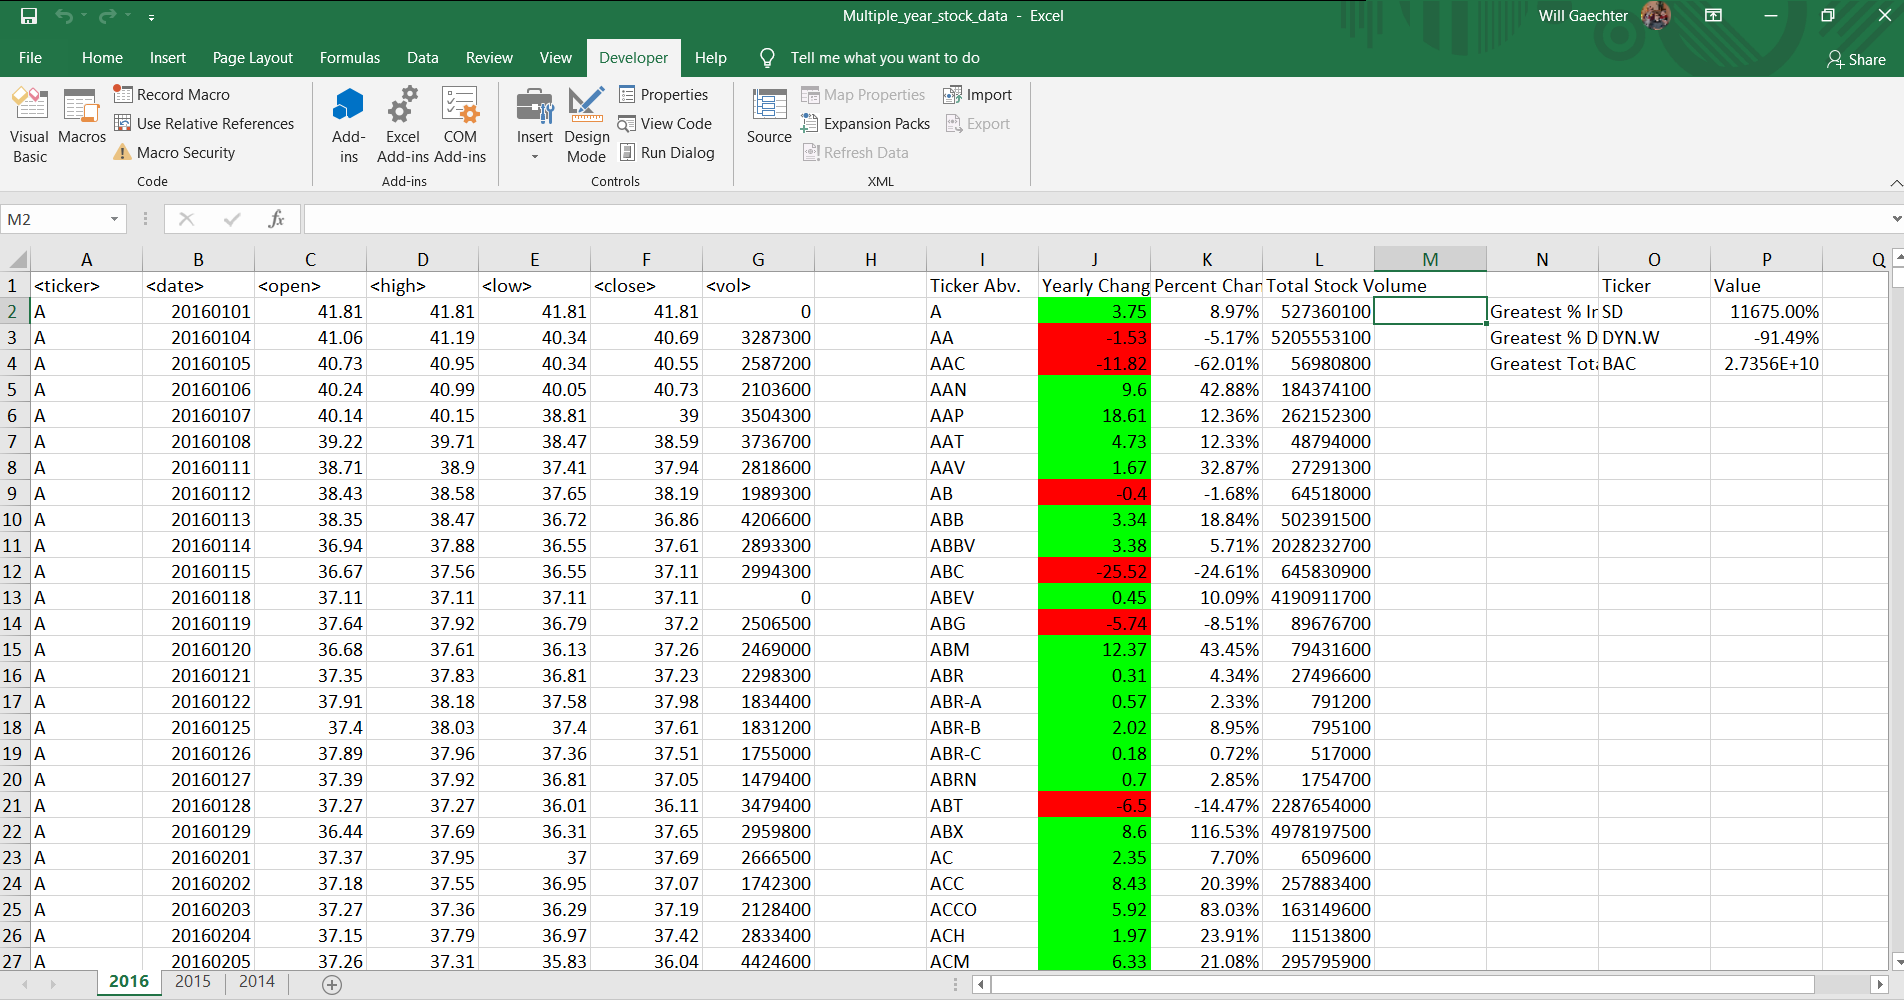 Multiple_year_stock_data - Excel Will Gaechter
File Home Insert Page Layout Formulas Data Review View Developer Help Tell me what you want to do Share
Visual Basic Macros Record Macro Use Relative References Macro Security Code
Add-ins Excel Add-ins COM Add-ins Add-ins
Insert Design Mode Properties View Code Run Dialog Controls
Source Map Properties Expansion Packs Refresh Data Import Export XML
M2 fx
A B C D E F G H I J K L M N O P Q
1 <ticker> <date> <open> <high> <low> <close> <vol> Ticker Abv. Yearly Chang Percent Char Total Stock Volume Ticker Value
2 A 20160101 41.81 41.81 41.81 41.81 0 A 3.75 8.97% 527360100 Greatest % Ir SD 11675.00%
3 A 20160104 41.06 41.19 40.34 40.69 3287300 AA -1.53 -5.17% 5205553100 Greatest % D DYN.W -91.49%
4 A 20160105 40.73 40.95 40.34 40.55 2587200 AAC -11.82 -62.01% 56980800 Greatest Tota BAC 2.7356E+10
5 A 20160106 40.24 40.99 40.05 40.73 2103600 AAN 9.6 42.88% 184374100
6 A 20160107 40.14 40.15 38.81 39 3504300 AAP 18.61 12.36% 262152300
7 A 20160108 39.22 39.71 38.47 38.59 3736700 AAT 4.73 12.33% 48794000
8 A 20160111 38.71 38.9 37.41 37.94 2818600 AAV 1.67 32.87% 27291300
9 A 20160112 38.43 38.58 37.65 38.19 1989300 AB -0.4 -1.68% 64518000
10 A 20160113 38.35 38.47 36.72 36.86 4206600 ABB 3.34 18.84% 502391500
11 A 20160114 36.94 37.88 36.55 37.61 2893300 ABBV 3.38 5.71% 2028232700
12 A 20160115 36.67 37.56 36.55 37.11 2994300 ABC -25.52 -24.61% 645830900
13 A 20160118 37.11 37.11 37.11 37.11 0 ABEV 0.45 10.09% 4190911700
14 A 20160119 37.64 37.92 36.79 37.2 2506500 ABG -5.74 -8.51% 89676700
15 A 20160120 36.68 37.61 36.13 37.26 2469000 ABM 12.37 43.45% 79431600
16 A 20160121 37.35 37.83 36.81 37.23 2298300 ABR 0.31 4.34% 27496600
17 A 20160122 37.91 38.18 37.58 37.98 1834400 ABR-A 0.57 2.33% 791200
18 A 20160125 37.4 38.03 37.4 37.61 1831200 ABR-B 2.02 8.95% 795100
19 A 20160126 37.89 37.96 37.36 37.51 1755000 ABR-C 0.18 0.72% 517000
20 A 20160127 37.39 37.92 36.81 37.05 1479400 ABRN 0.7 2.85% 1754700
21 A 20160128 37.27 37.27 36.01 36.11 3479400 ABT -6.5 -14.47% 2287654000
22 A 20160129 36.44 37.69 36.31 37.65 2959800 ABX 8.6 116.53% 4978197500
23 A 20160201 37.37 37.95 37 37.69 2666500 AC 2.35 7.70% 6509600
24 A 20160202 37.18 37.55 36.95 37.07 1742300 ACC 8.43 20.39% 257883400
25 A 20160203 37.27 37.36 36.29 37.19 2128400 ACCO 5.92 83.03% 163149600
26 A 20160204 37.15 37.79 36.97 37.42 2833400 ACH 1.97 23.91% 11513800
27 A 20160205 37.26 37.31 35.83 36.04 4424600 ACM 6.33 21.08% 295795900
2016 2015 2014